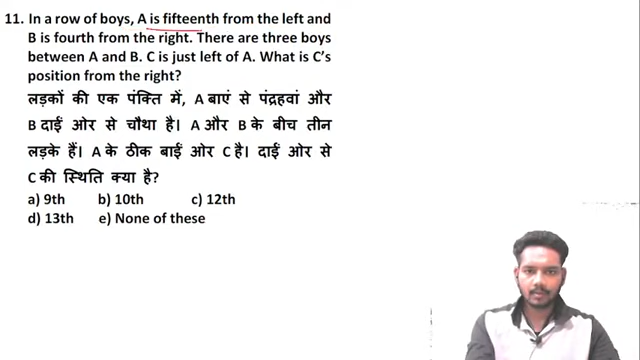 11. In a row of boys, A is fifteenth from the left and
B is fourth from the right. There are three boys
between A and B. C is just left of A. What is C's
position from the right?
लड़कों की एक पंक्ति में, A बाएं से पंद्रहवां और
B दाईं ओर से चौथा है। A और B के बीच तीन
लड़के हैं। A के ठीक बाईं ओर C है। दाईं ओर से
C की स्थिति क्या है?
a) 9th b) 10th c) 12th
d) 13th e) None of these